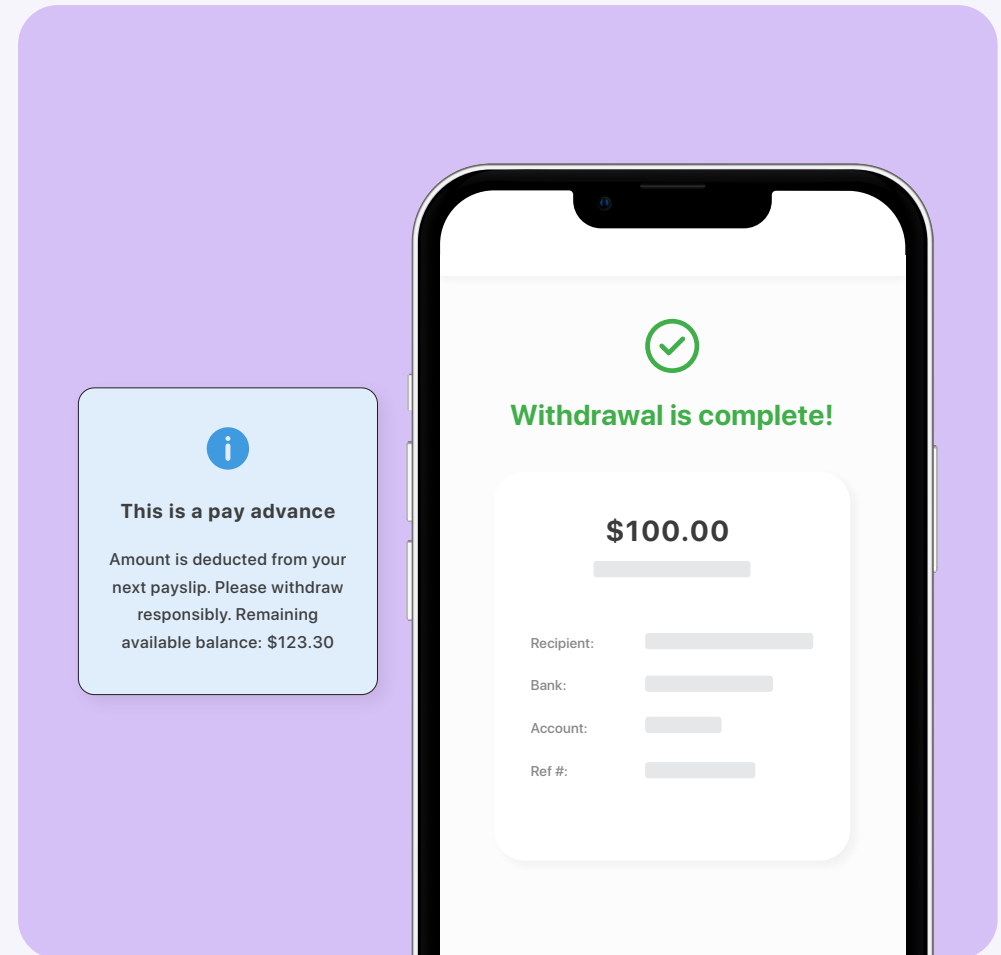 This is a pay advance
Amount is deducted from your
next payslip. Please withdraw
responsibly. Remaining
available balance: $123.30
Withdrawal is complete!
$100.00
Recipient:
Bank:
Account:
Ref #: